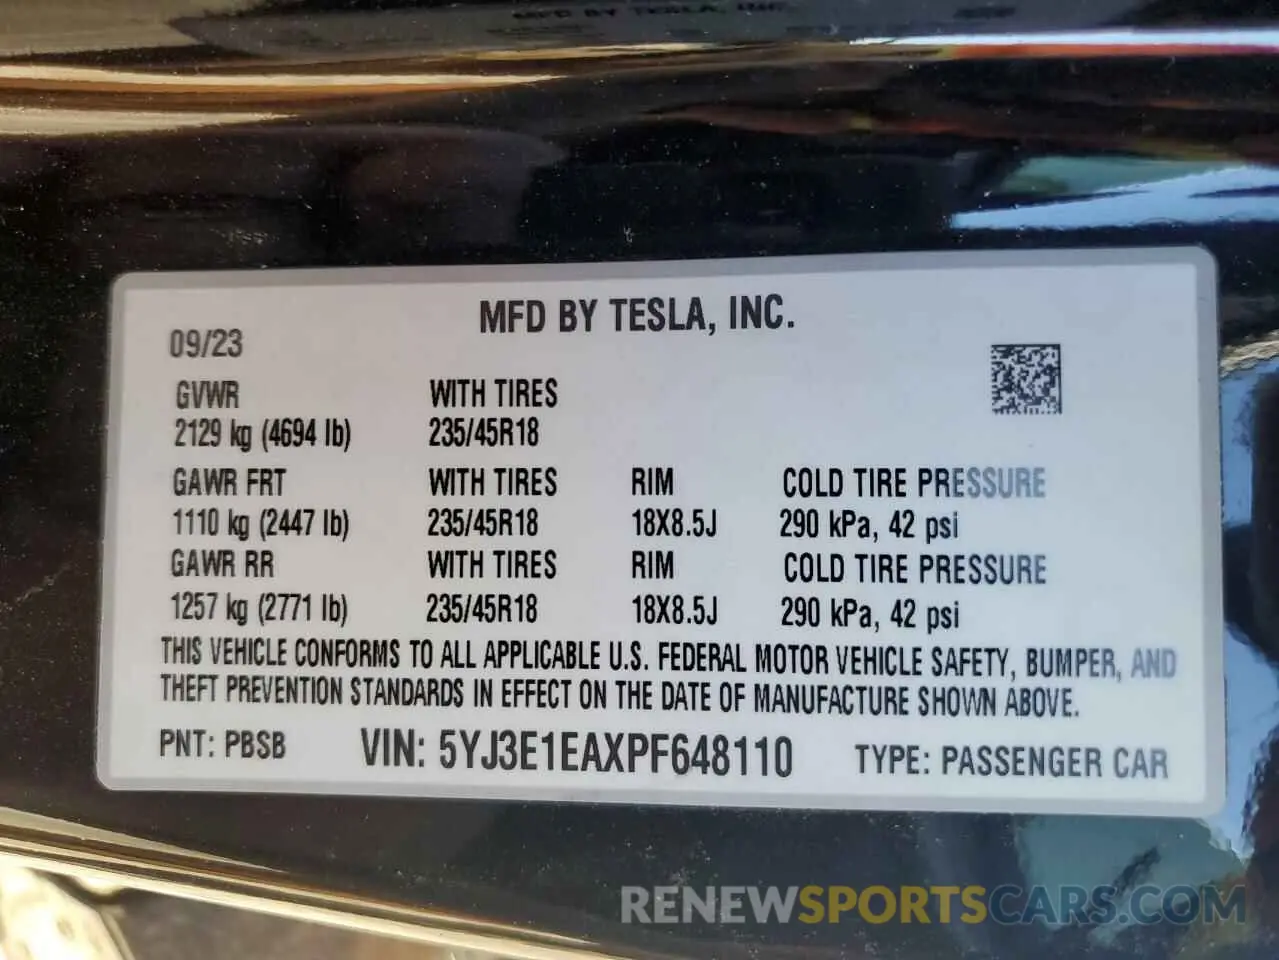 MFD BY TESLA, INC.
MFD BY TESLA, INC.
09/23
GVWR WITH TIRES
2129 kg (4694 lb) 235/45R18
GAWR FRT WITH TIRES RIM COLD TIRE PRESSURE
1110 kg (2447 lb) 235/45R18 18X8.5J 290 kPa, 42 psi
GAWR RR WITH TIRES RIM COLD TIRE PRESSURE
1257 kg (2771 lb) 235/45R18 18X8.5J 290 kPa, 42 psi
THIS VEHICLE CONFORMS TO ALL APPLICABLE U.S. FEDERAL MOTOR VEHICLE SAFETY, BUMPER, AND
THEFT PREVENTION STANDARDS IN EFFECT ON THE DATE OF MANUFACTURE SHOWN ABOVE.
PNT: PBSB VIN: 5YJ3E1EAXPF648110 TYPE: PASSENGER CAR
RENEWSPORTSCARS.COM